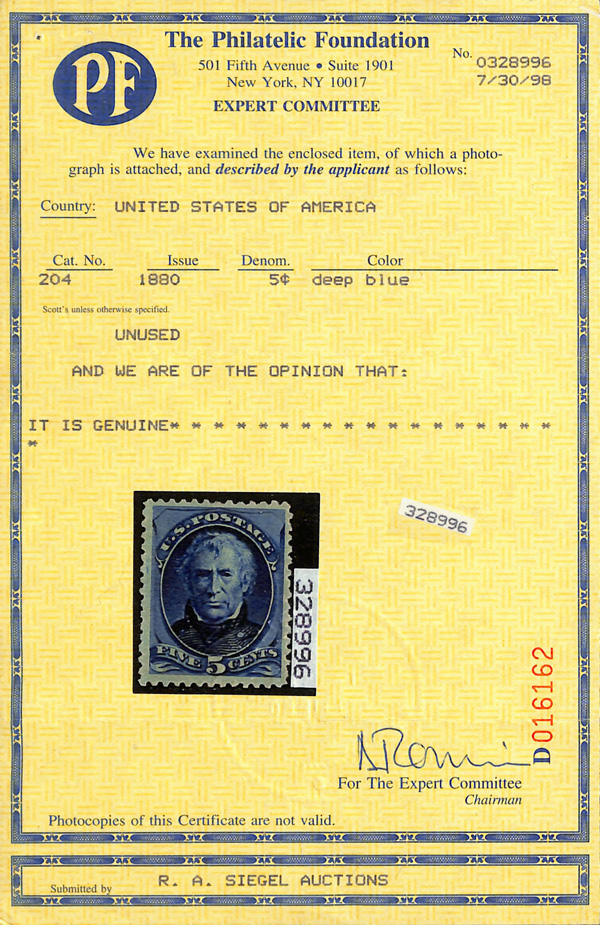 PF
The Philatelic Foundation
501 Fifth Avenue • Suite 1901
New York, NY 10017
EXPERT COMMITTEE
No. 0328996
7/30/98
We have examined the enclosed item, of which a photo-
graph is attached, and described by the applicant as follows:
Country: UNITED STATES OF AMERICA
Cat. No. Issue Denom. Color
204 1880 5¢ deep blue
Scott's unless otherwise specified.
UNUSED
AND WE ARE OF THE OPINION THAT:
IT IS GENUINE* * * * * * * * * * * * * * * * * *
*
U.S. POSTAGE
FIVE 5 CENTS
328996
328996
D016162
For The Expert Committee
Chairman
Photocopies of this Certificate are not valid.
Submitted by R. A. SIEGEL AUCTIONS